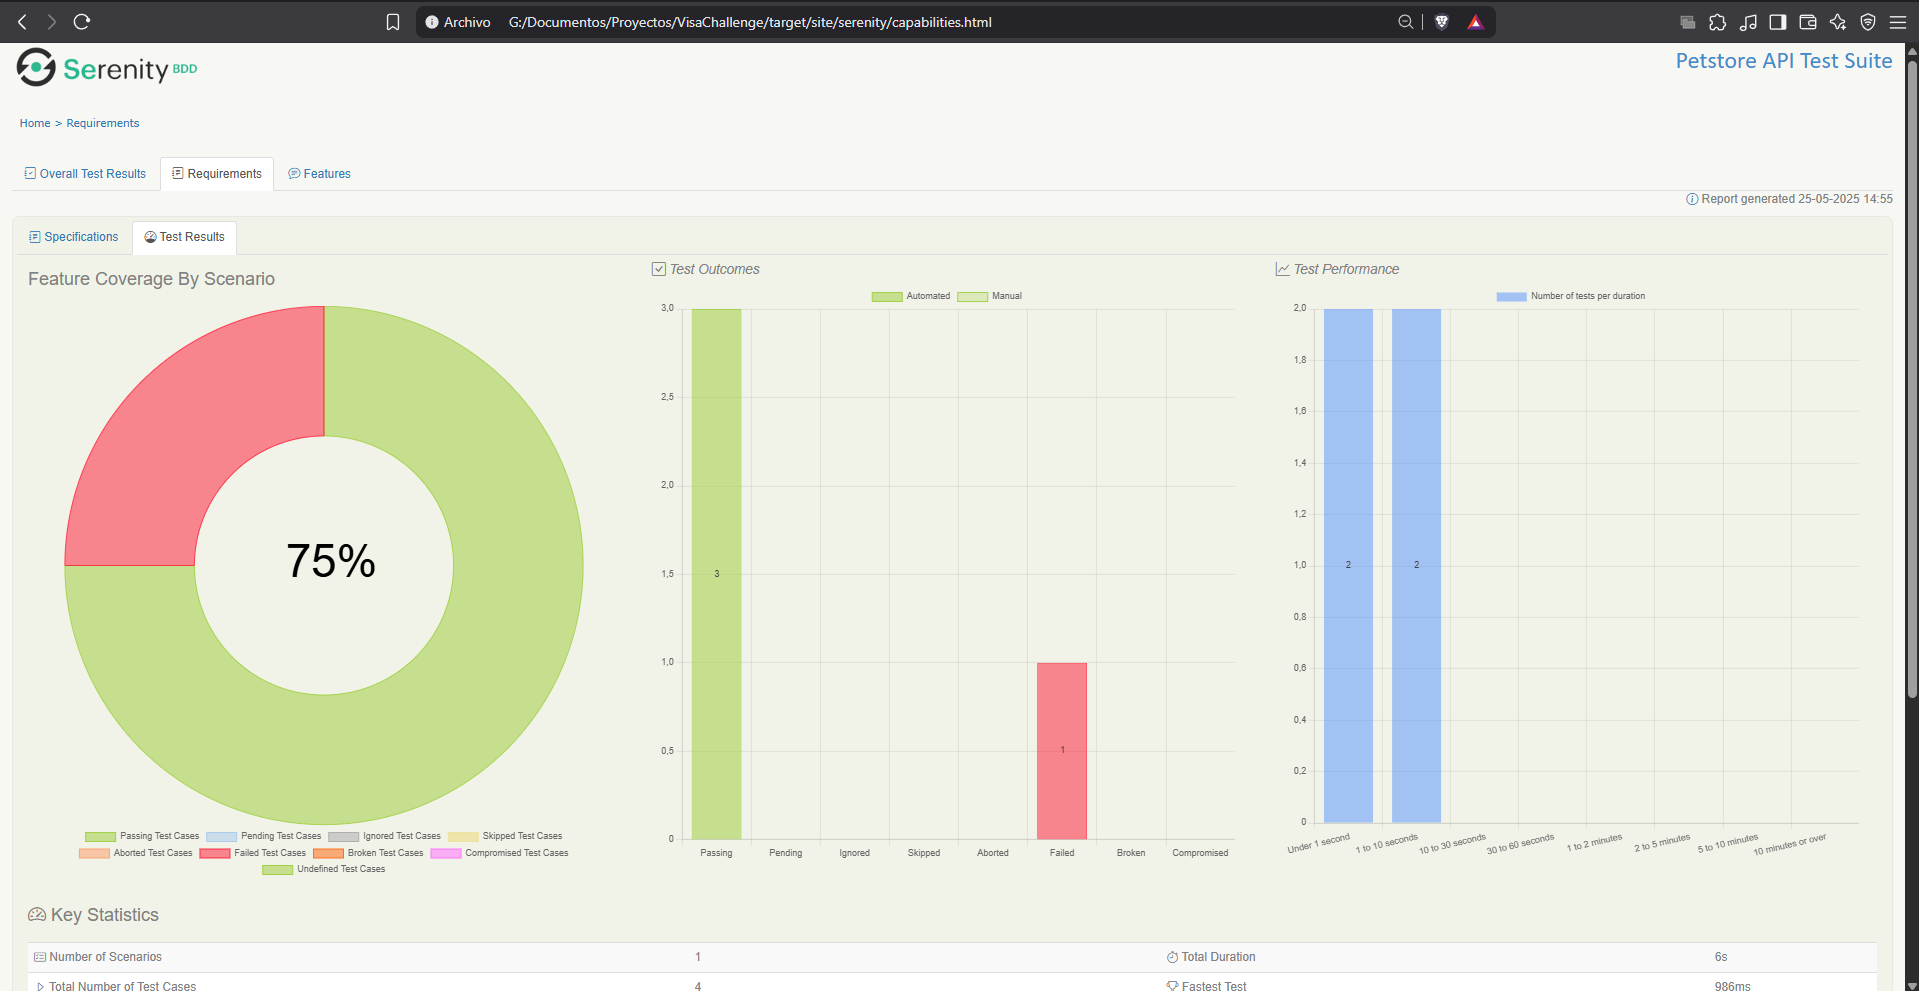 Archivo G:/Documentos/Proyectos/VisaChallenge/target/site/serenity/capabilities.html
Serenity BDD
Petstore API Test Suite
Home > Requirements
Overall Test Results Requirements Features
Report generated 25-05-2025 14:55
Specifications Test Results
Feature Coverage By Scenario
75%
Passing Test Cases Pending Test Cases Ignored Test Cases Skipped Test Cases
Aborted Test Cases Failed Test Cases Broken Test Cases Compromised Test Cases
Undefined Test Cases
Test Outcomes
Automated Manual
3,0
2,5
2,0
1,5
1,0
0,5
0
3
1
Passing Pending Ignored Skipped Aborted Failed Broken Compromised
Test Performance
Number of tests per duration
2,0
1,8
1,6
1,4
1,2
1,0
0,8
0,6
0,4
0,2
0
2 2
Under 1 second 1 to 10 seconds 10 to 30 seconds 30 to 60 seconds 1 to 2 minutes 2 to 5 minutes 5 to 10 minutes 10 minutes or over
Key Statistics
Number of Scenarios 1 Total Duration 6s
Total Number of Test Cases 4 Fastest Test 986ms